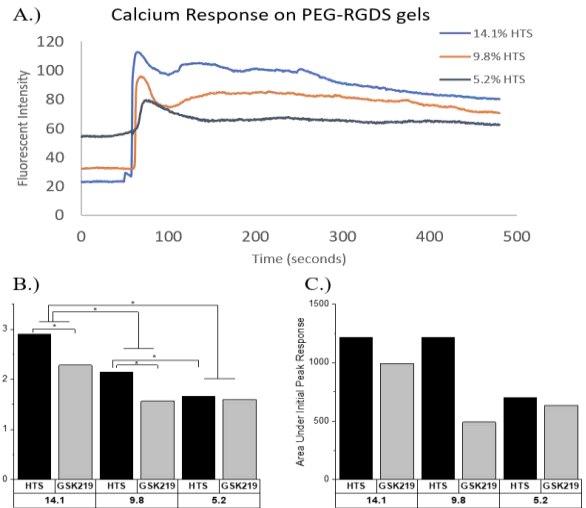 A.)
Calcium Response on PEG-RGDS gels
14.1% HTS
9.8% HTS
5.2% HTS
Fluorescent Intensity
120
100
80
60
40
20
0
0 100 200 300 400 500
Time (seconds)
B.)
3
2
1
0
* * * * *
HTS GSK219 HTS GSK219 HTS GSK219
14.1 9.8 5.2
C.)
Area Under Initial Peak Response
1500
1000
500
0
HTS GSK219 HTS GSK219 HTS GSK219
14.1 9.8 5.2